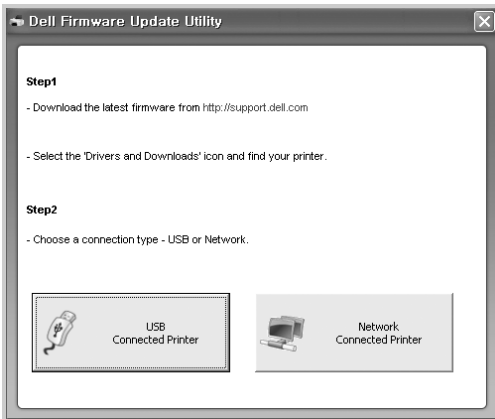 Dell Firmware Update Utility
Step1
- Download the latest firmware from http://support.dell.com
- Select the 'Drivers and Downloads' icon and find your printer.
Step2
- Choose a connection type - USB or Network.
USB
Connected Printer
Network
Connected Printer